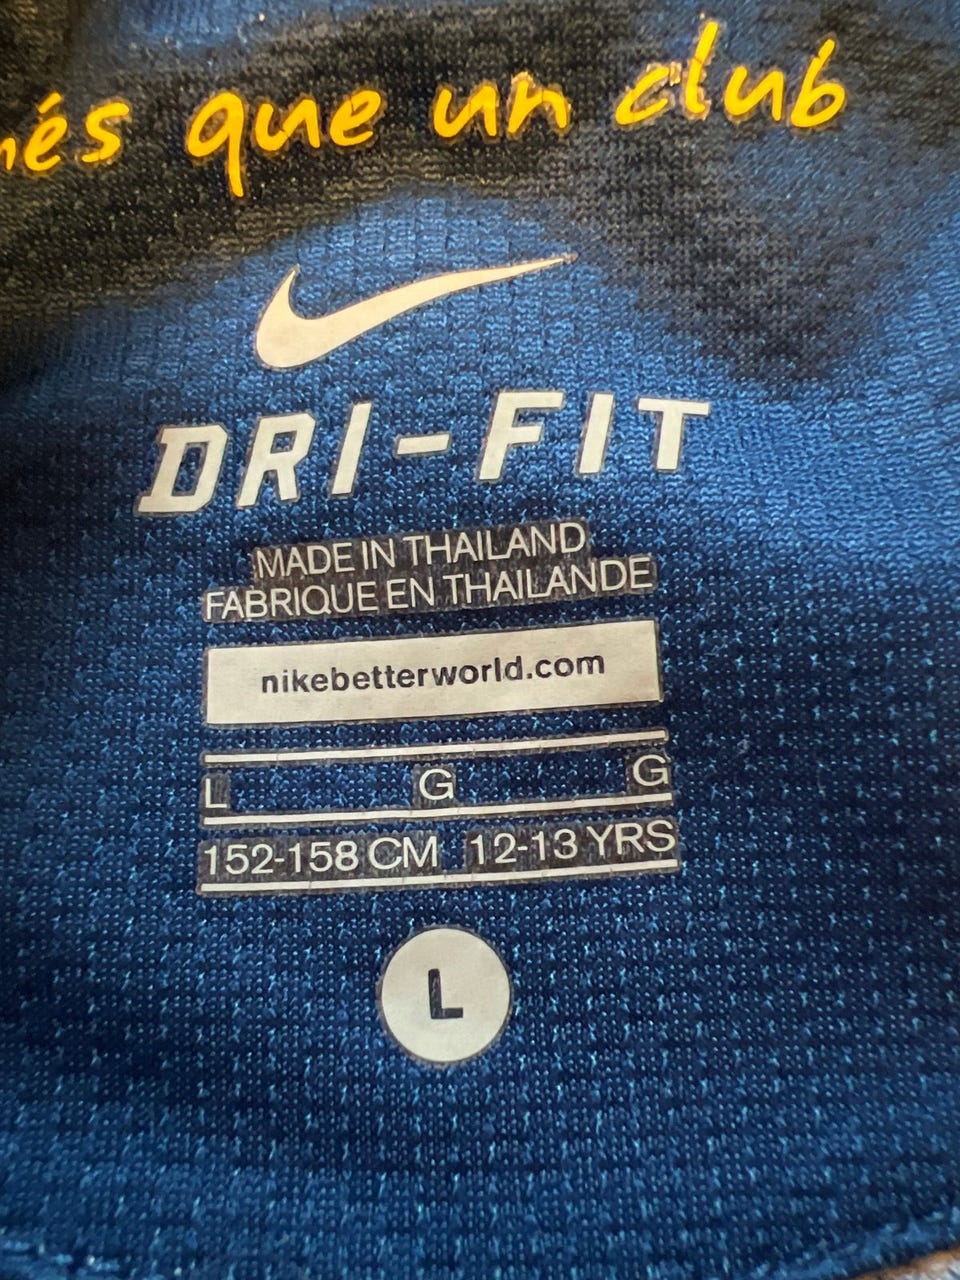 més que un club
DRI-FIT
MADE IN THAILAND
FABRIQUE EN THAILANDE
nikebetterworld.com
L G G
152-158 CM 12-13 YRS
L